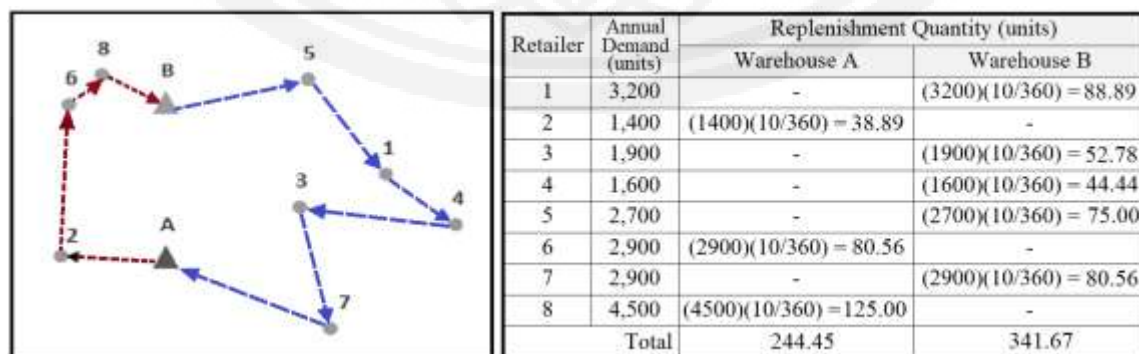 8
B
5
6
1
3
4
2
A
7
Retailer Annual Demand (units) Replenishment Quantity (units)
Warehouse A Warehouse B
1 3,200 - (3200)(10/360) = 88.89
2 1,400 (1400)(10/360) = 38.89 -
3 1,900 - (1900)(10/360) = 52.78
4 1,600 - (1600)(10/360) = 44.44
5 2,700 - (2700)(10/360) = 75.00
6 2,900 (2900)(10/360) = 80.56 -
7 2,900 - (2900)(10/360) = 80.56
8 4,500 (4500)(10/360) =125.00 -
Total 244.45 341.67